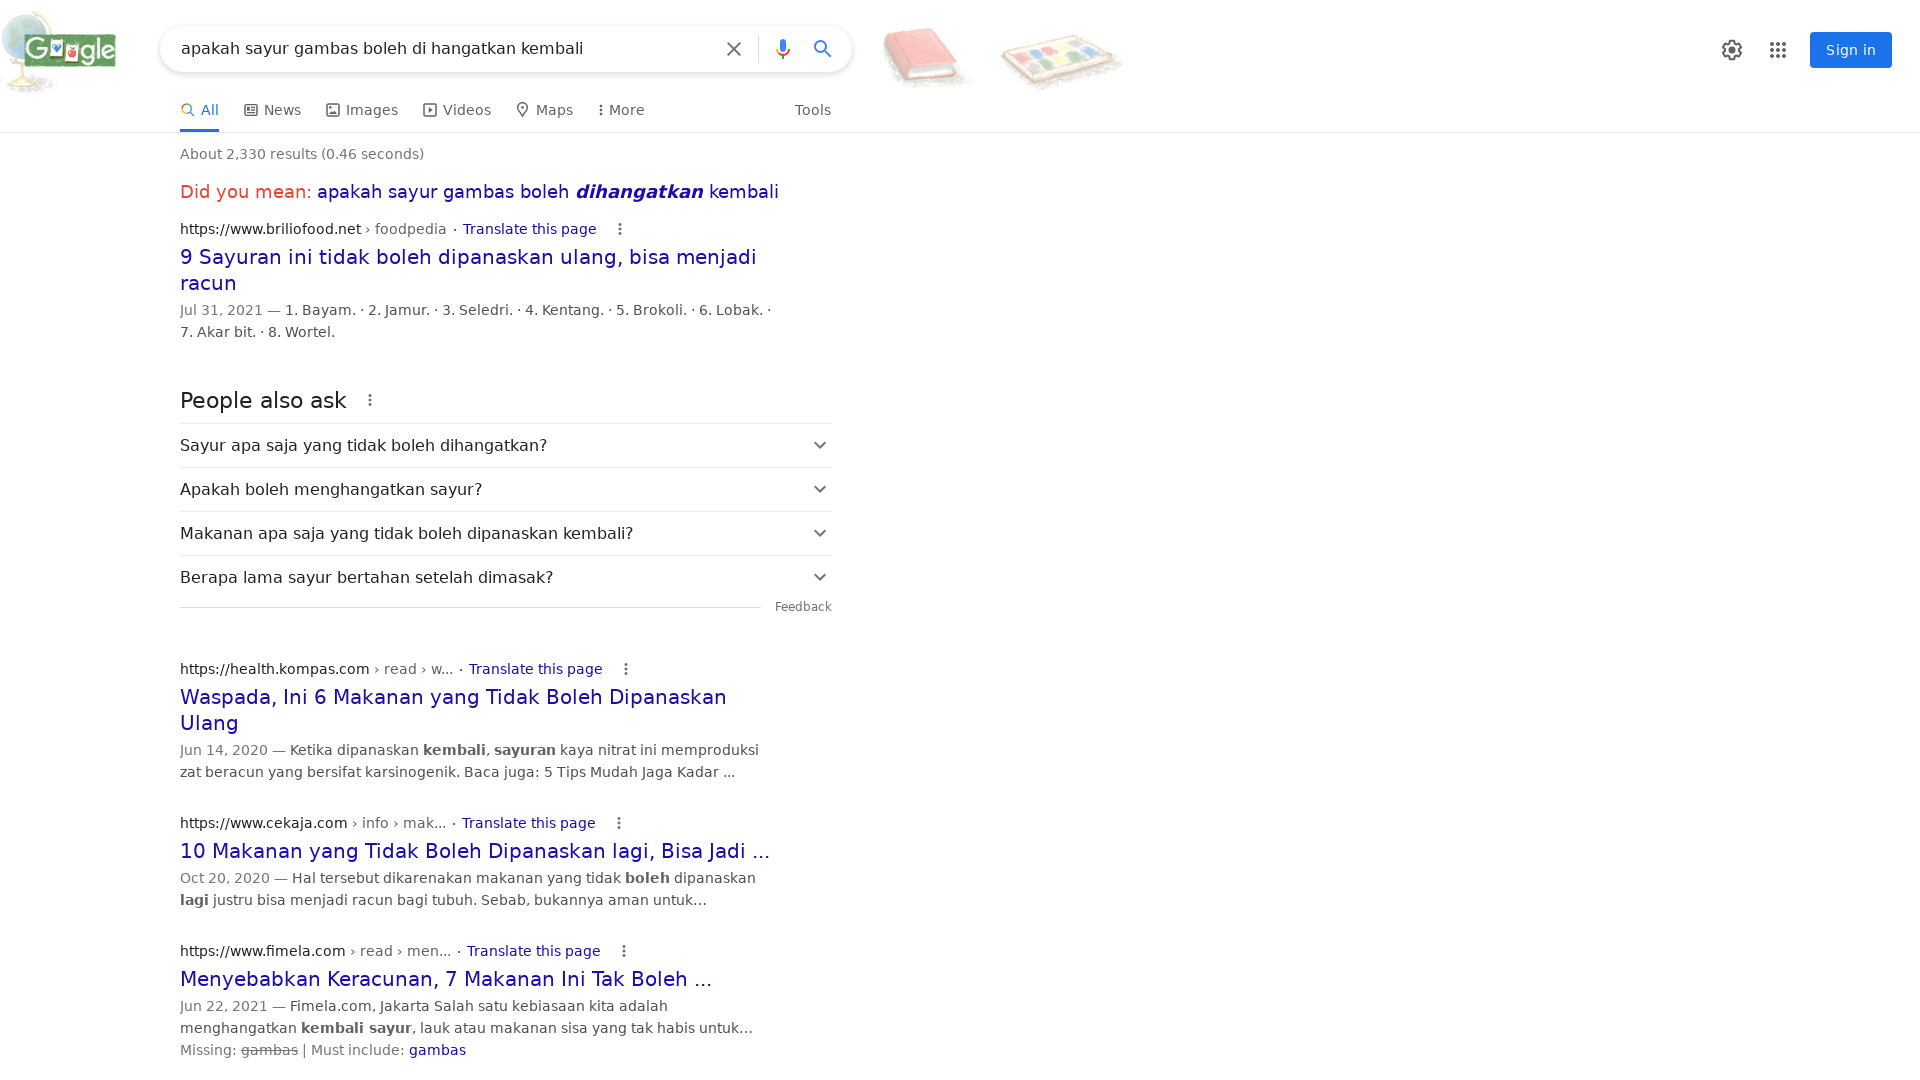 Google
apakah sayur gambas boleh di hangatkan kembali
Sign in
All
News
Images
Videos
Maps
More
Tools
About 2,330 results (0.46 seconds)
Did you mean: apakah sayur gambas boleh dihangatkan kembali
https://www.briliofood.net › foodpedia · Translate this page
9 Sayuran ini tidak boleh dipanaskan ulang, bisa menjadi
racun
Jul 31, 2021 — 1. Bayam. · 2. Jamur. · 3. Seledri. · 4. Kentang. · 5. Brokoli. · 6. Lobak. ·
7. Akar bit. · 8. Wortel.
People also ask
Sayur apa saja yang tidak boleh dihangatkan?
Apakah boleh menghangatkan sayur?
Makanan apa saja yang tidak boleh dipanaskan kembali?
Berapa lama sayur bertahan setelah dimasak?
Feedback
https://health.kompas.com › read › w... · Translate this page
Waspada, Ini 6 Makanan yang Tidak Boleh Dipanaskan
Ulang
Jun 14, 2020 — Ketika dipanaskan kembali, sayuran kaya nitrat ini memproduksi
zat beracun yang bersifat karsinogenik. Baca juga: 5 Tips Mudah Jaga Kadar ...
https://www.cekaja.com › info › mak... · Translate this page
10 Makanan yang Tidak Boleh Dipanaskan lagi, Bisa Jadi ...
Oct 20, 2020 — Hal tersebut dikarenakan makanan yang tidak boleh dipanaskan
lagi justru bisa menjadi racun bagi tubuh. Sebab, bukannya aman untuk...
https://www.fimela.com › read › men... · Translate this page
Menyebabkan Keracunan, 7 Makanan Ini Tak Boleh ...
Jun 22, 2021 — Fimela.com, Jakarta Salah satu kebiasaan kita adalah
menghangatkan kembali sayur, lauk atau makanan sisa yang tak habis untuk...
Missing: gambas | Must include: gambas